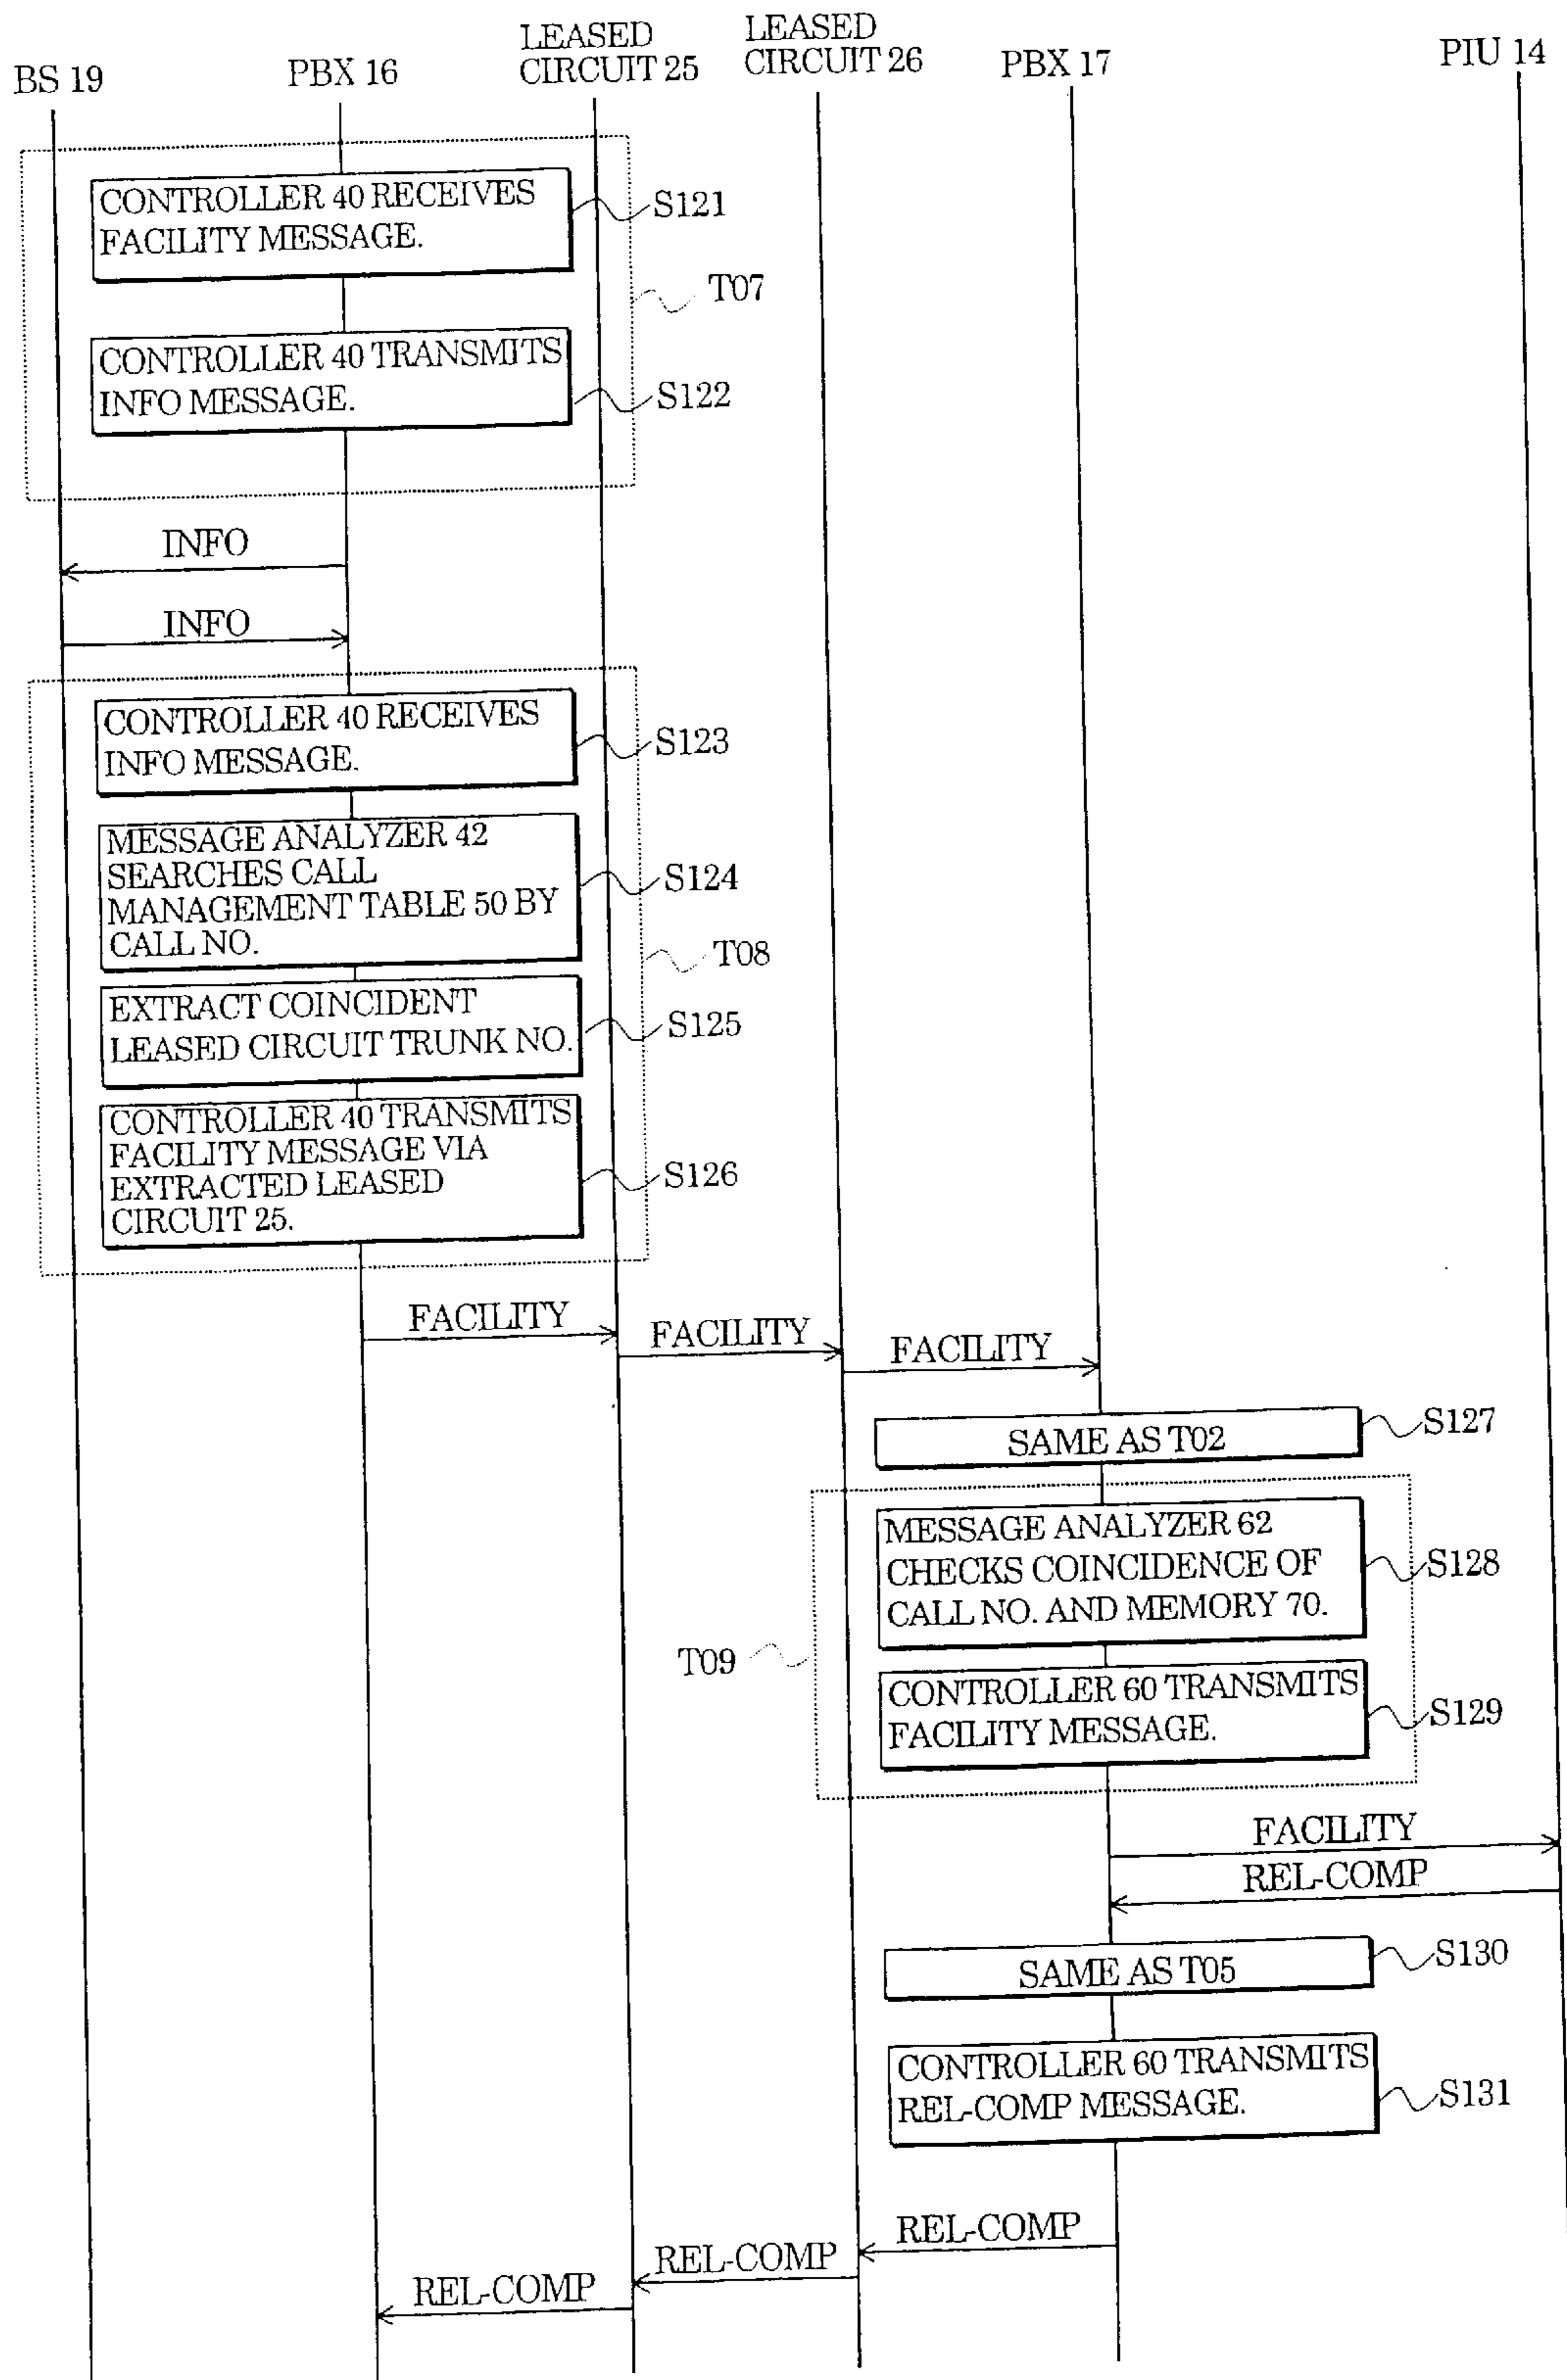 BS 19
PBX 16
LEASED
CIRCUIT 25
LEASED
CIRCUIT 26
PBX 17
PIU 14
CONTROLLER 40 RECEIVES
FACILITY MESSAGE.
S121
T07
CONTROLLER 40 TRANSMITS
INFO MESSAGE.
S122
INFO
INFO
CONTROLLER 40 RECEIVES
INFO MESSAGE.
S123
MESSAGE ANALYZER 42
SEARCHES CALL
MANAGEMENT TABLE 50 BY
CALL NO.
S124
T08
EXTRACT COINCIDENT
LEASED CIRCUIT TRUNK NO.
S125
CONTROLLER 40 TRANSMITS
FACILITY MESSAGE VIA
EXTRACTED LEASED
CIRCUIT 25.
S126
FACILITY
FACILITY
FACILITY
SAME AS T02
S127
MESSAGE ANALYZER 62
CHECKS COINCIDENCE OF
CALL NO. AND MEMORY 70.
S128
T09
CONTROLLER 60 TRANSMITS
FACILITY MESSAGE.
S129
FACILITY
REL-COMP
SAME AS T05
S130
CONTROLLER 60 TRANSMITS
REL-COMP MESSAGE.
S131
REL-COMP
REL-COMP
REL-COMP